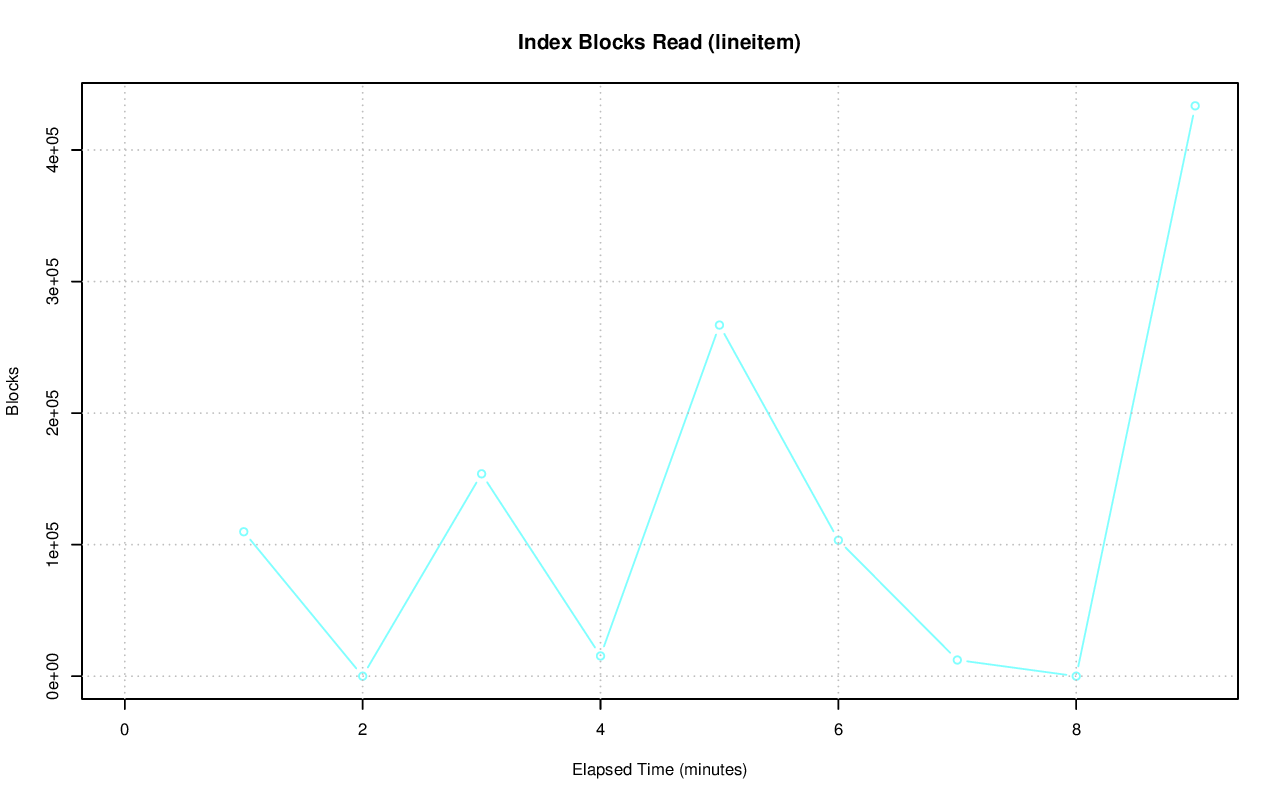 Index Blocks Read (lineitem)
Blocks
4e+05
3e+05
2e+05
1e+05
0e+00
0 2 4 6 8
Elapsed Time (minutes)